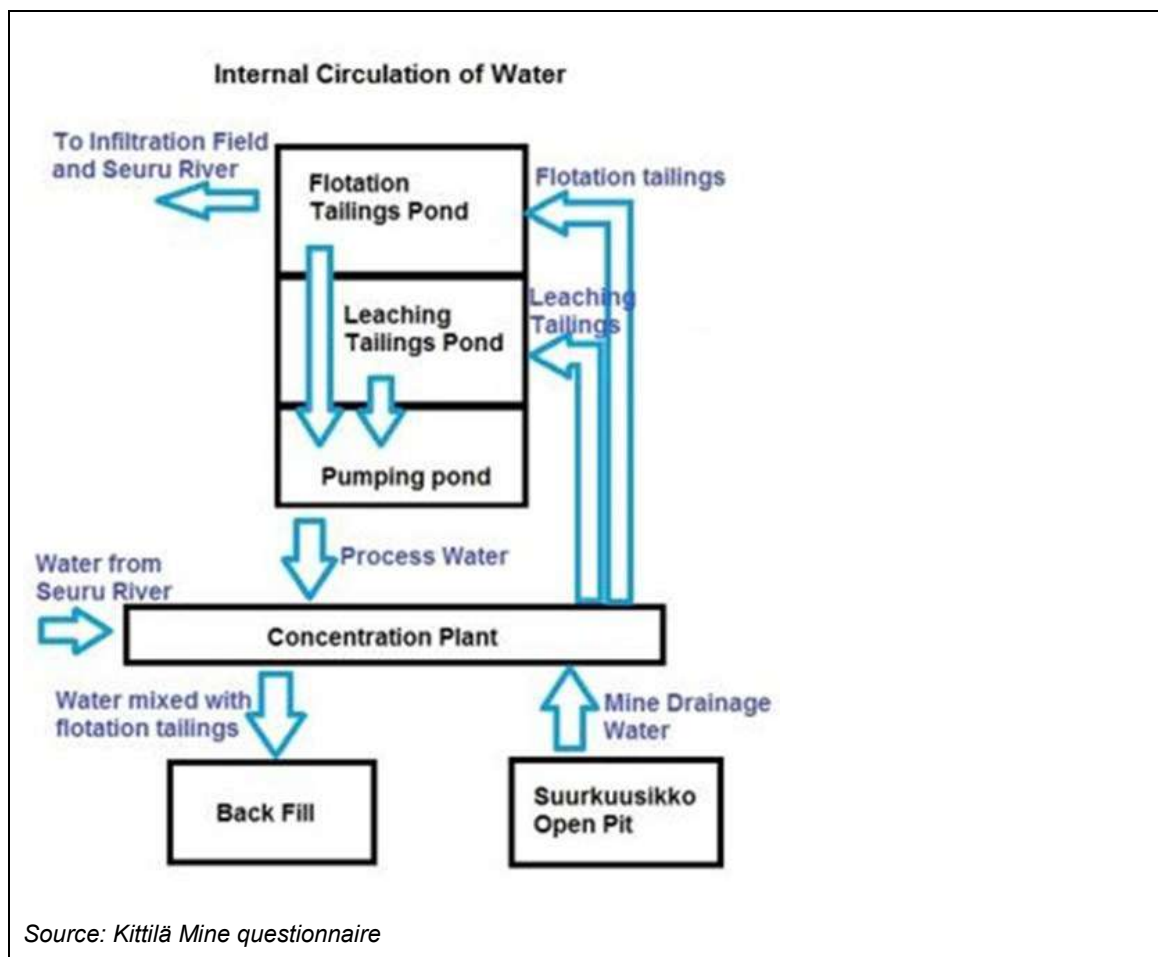 Internal Circulation of Water
To Infiltration Field
and Seuru River
Flotation
Tailings Pond
Flotation tailings
Leaching
Tailings Pond
Leaching
Tailings
Pumping pond
Process Water
Water from
Seuru River
Concentration Plant
Water mixed with
flotation tailings
Mine Drainage
Water
Back Fill
Suurkuusikko
Open Pit
Source: Kittilä Mine questionnaire